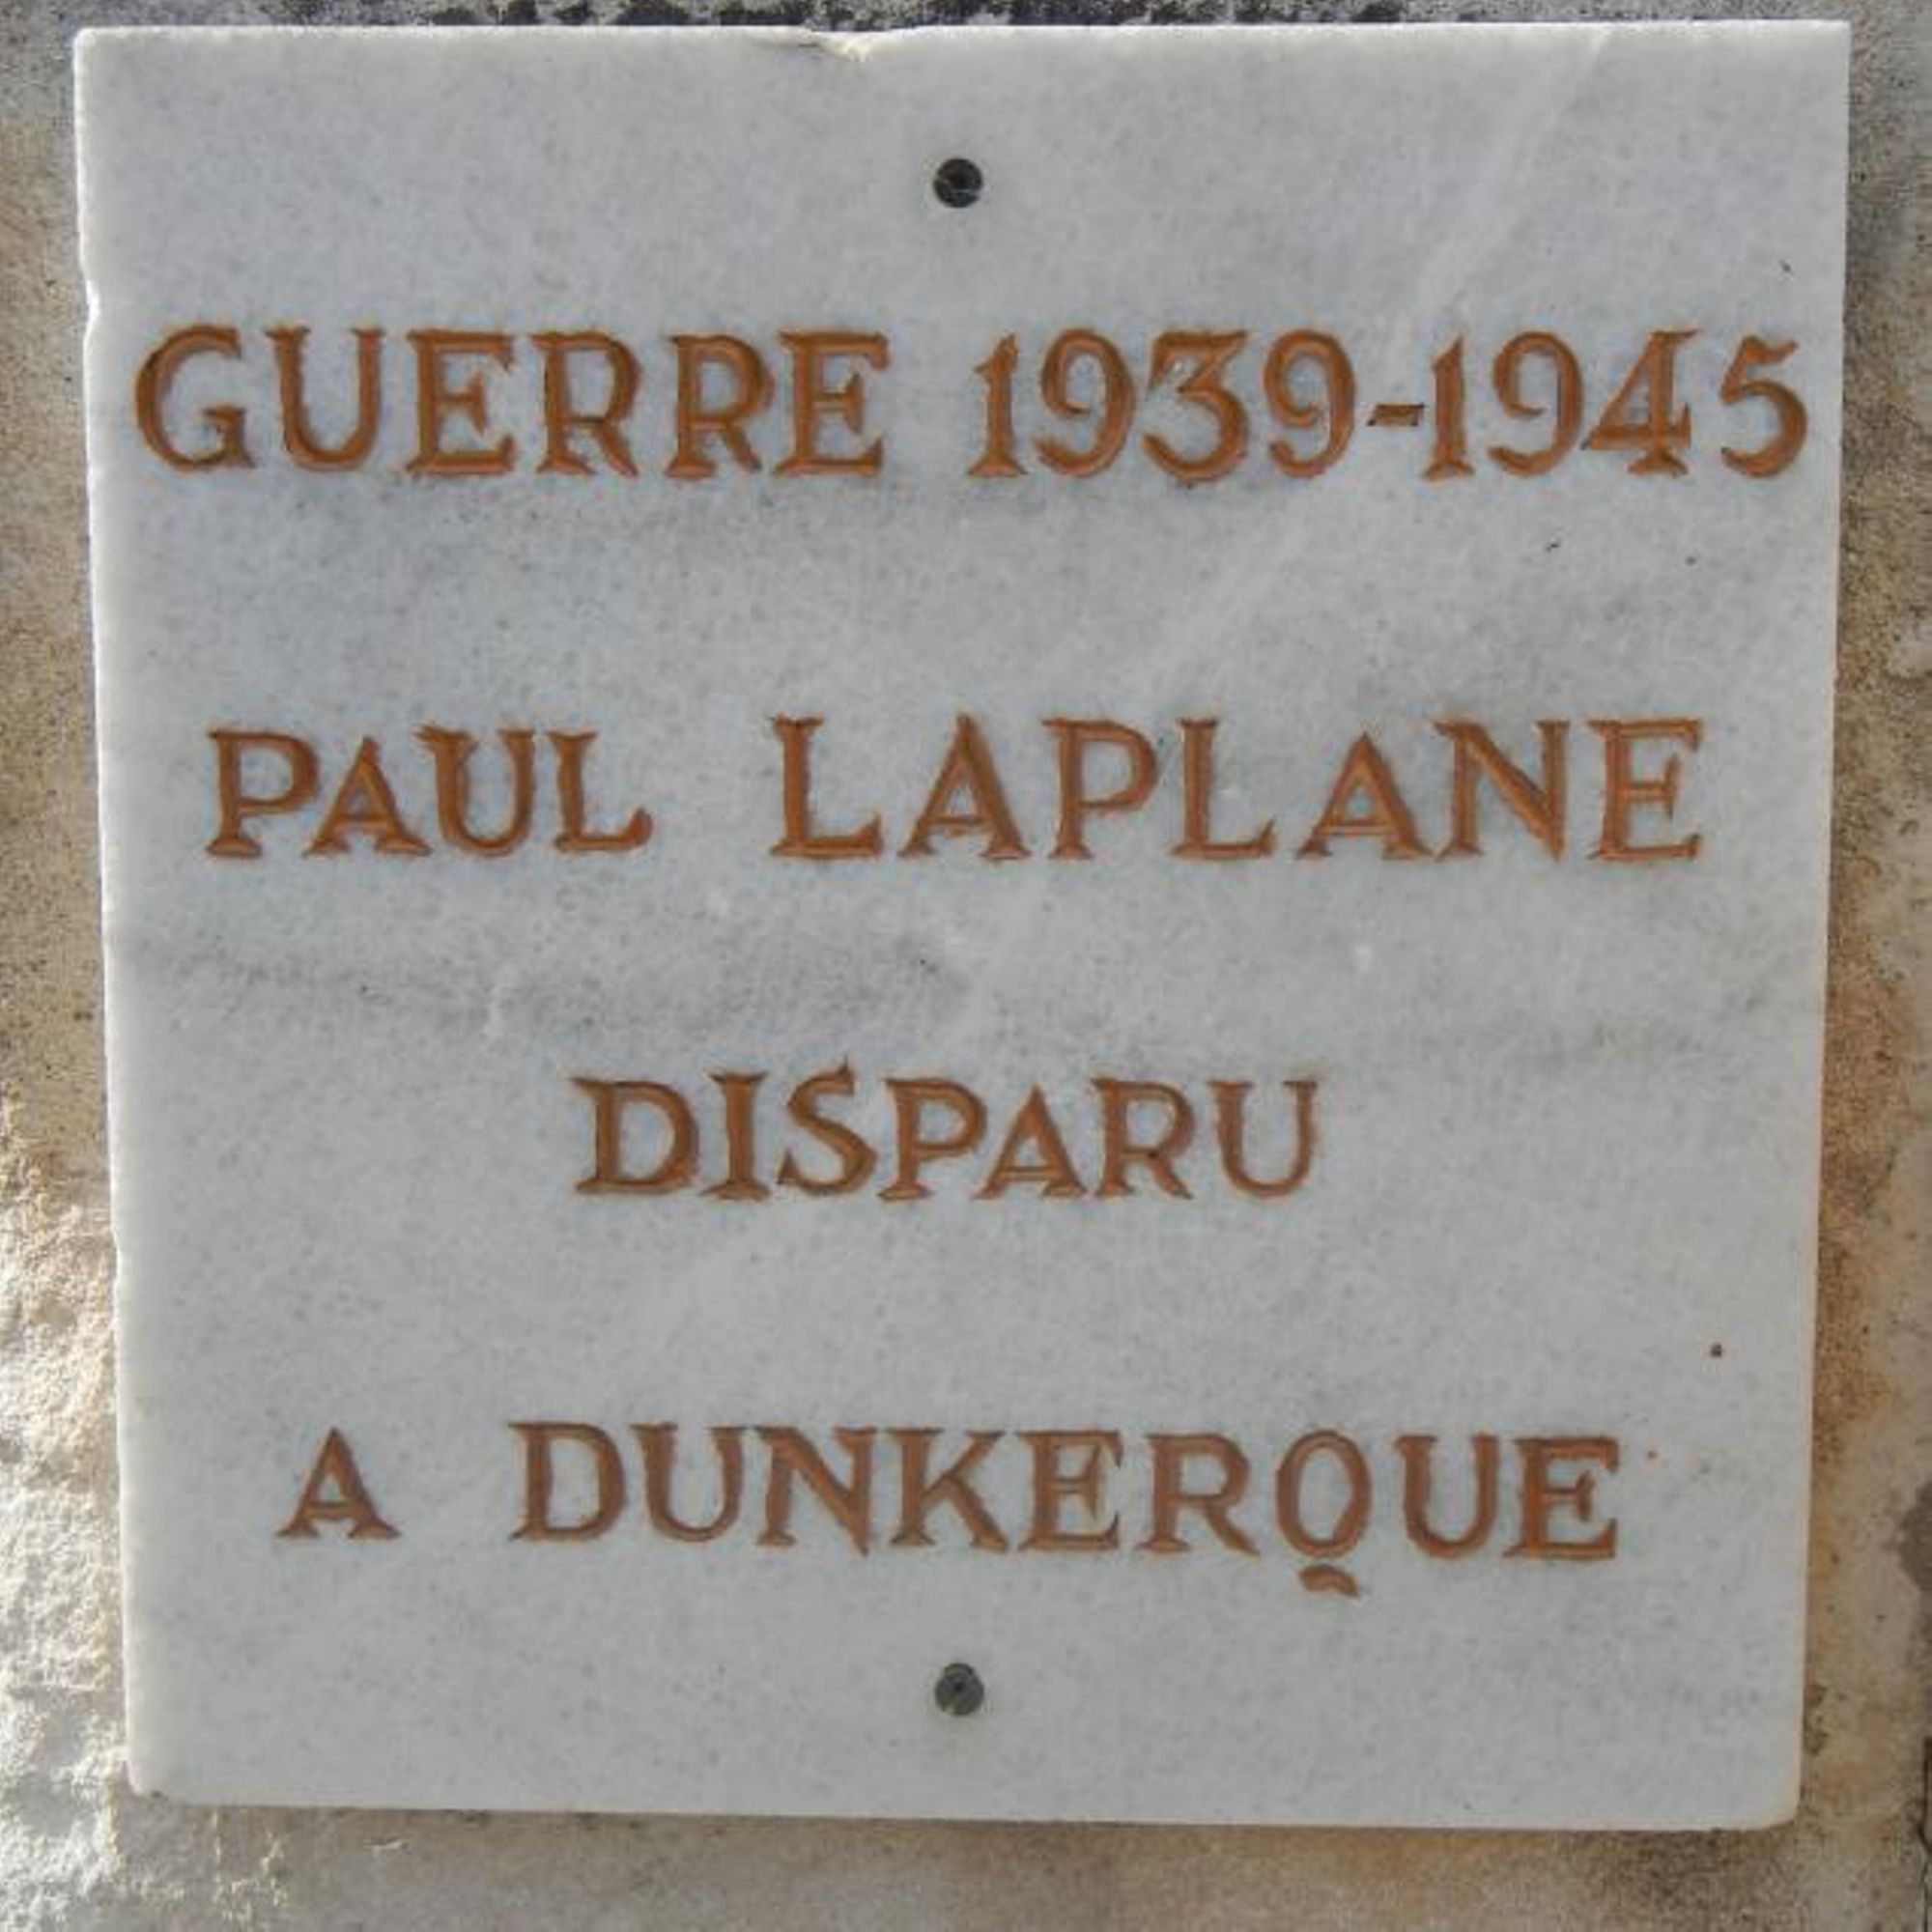 GUERRE 1939-1945
PAUL LAPLANE
DISPARU
A DUNKERQUE